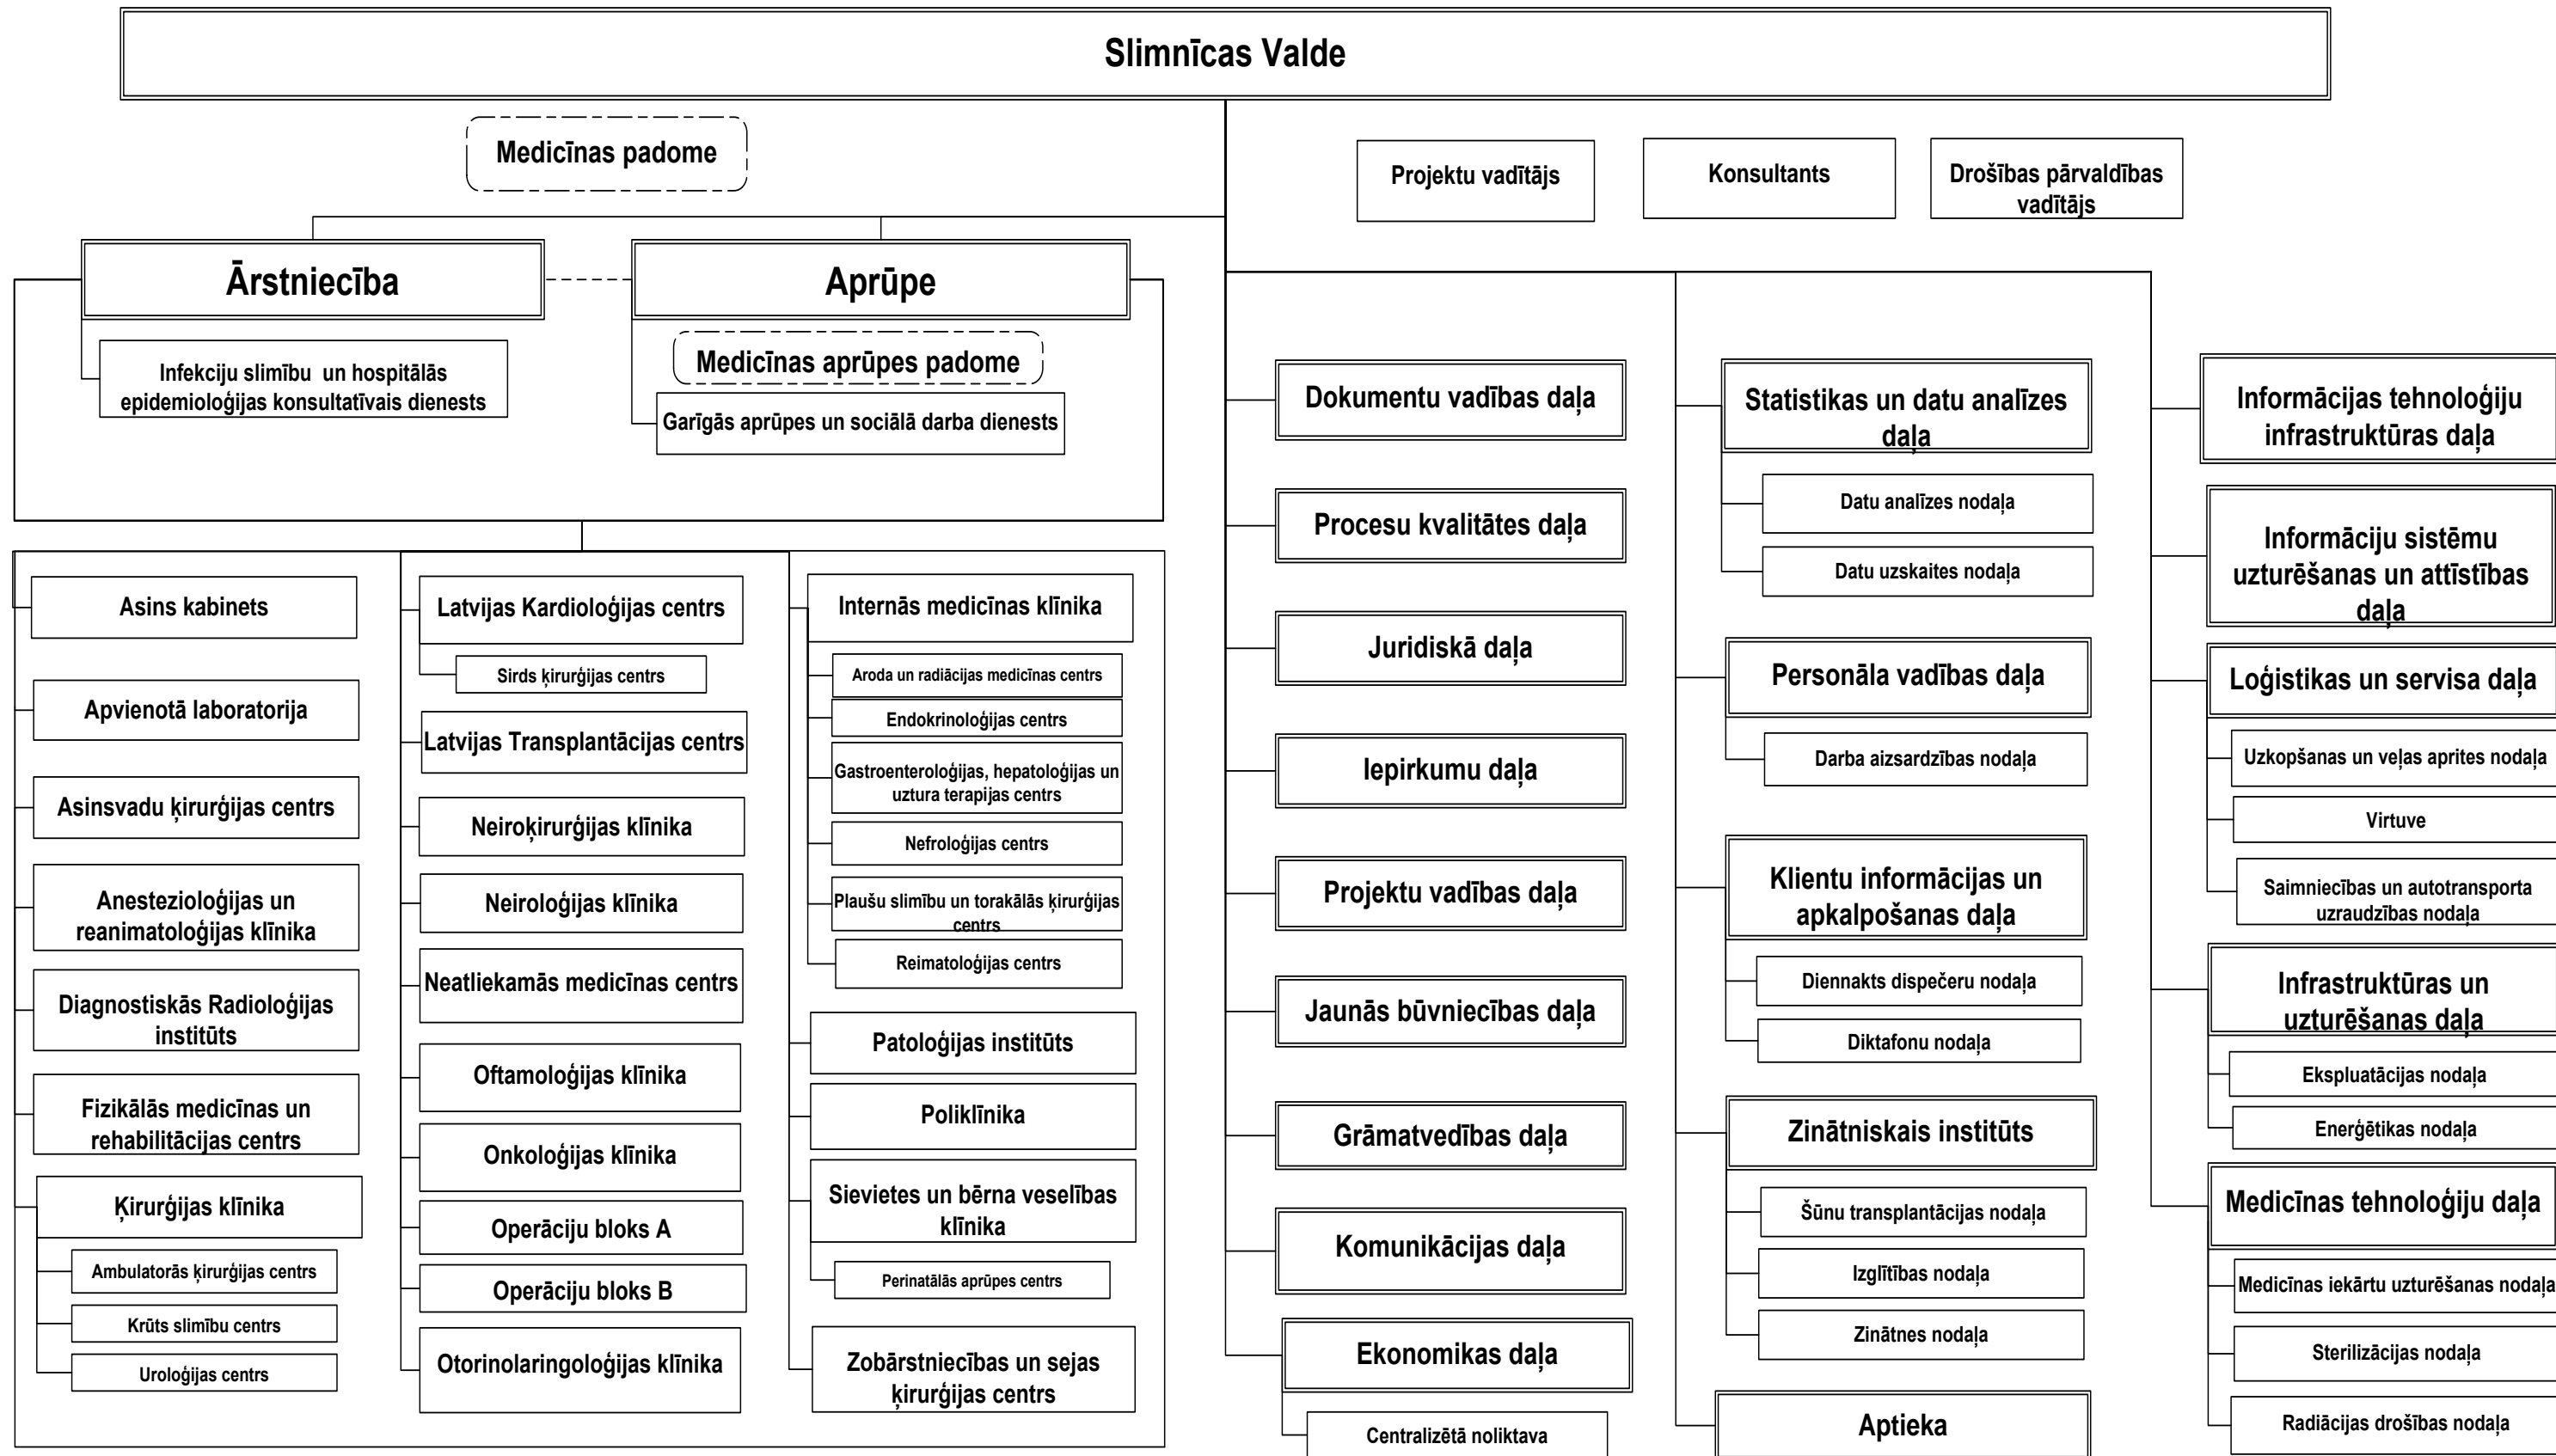 Slimnīcas Valde
Medicīnas padome
Projektu vadītājs
Konsultants
Drošības pārvaldības
vadītājs
Ārstniecība
Aprūpe
Infekciju slimību un hospitālās
epidemioloģijas konsultatīvais dienests
Medicīnas aprūpes padome
Garīgās aprūpes un sociālā darba dienests
Asins kabinets
Apvienotā laboratorija
Asinsvadu ķirurģijas centrs
Anestezioloģijas un
reanimatoloģijas klīnika
Diagnostiskās Radioloģijas
institūts
Fizikālās medicīnas un
rehabilitācijas centrs
Ķirurģijas klīnika
Ambulatorās ķirurģijas centrs
Krūts slimību centrs
Uroloģijas centrs
Latvijas Kardioloģijas centrs
Sirds ķirurģijas centrs
Latvijas Transplantācijas centrs
Neiroķirurģijas klīnika
Neiroloģijas klīnika
Neatliekamās medicīnas centrs
Oftamoloģijas klīnika
Onkoloģijas klīnika
Operāciju bloks A
Operāciju bloks B
Otorinolaringoloģijas klīnika
Internās medicīnas klīnika
Aroda un radiācijas medicīnas centrs
Endokrinoloģijas centrs
Gastroenteroloģijas, hepatoloģijas un
uztura terapijas centrs
Nefroloģijas centrs
Plaušu slimību un torakālās ķirurģijas
centrs
Reimatoloģijas centrs
Patoloģijas institūts
Poliklīnika
Sievietes un bērna veselības
klīnika
Perinatālās aprūpes centrs
Zobārstniecības un sejas
ķirurģijas centrs
Dokumentu vadības daļa
Procesu kvalitātes daļa
Juridiskā daļa
Iepirkumu daļa
Projektu vadības daļa
Jaunās būvniecības daļa
Grāmatvedības daļa
Komunikācijas daļa
Ekonomikas daļa
Centralizētā noliktava
Statistikas un datu analīzes
daļa
Datu analīzes nodaļa
Datu uzskaites nodaļa
Personāla vadības daļa
Darba aizsardzības nodaļa
Klientu informācijas un
apkalpošanas daļa
Diennakts dispečeru nodaļa
Diktafonu nodaļa
Zinātniskais institūts
Šūnu transplantācijas nodaļa
Izglītības nodaļa
Zinātnes nodaļa
Aptieka
Informācijas tehnoloģiju
infrastruktūras daļa
Informāciju sistēmu
uzturēšanas un attīstības
daļa
Loģistikas un servisa daļa
Uzkopšanas un veļas aprites nodaļa
Virtuve
Saimniecības un autotransporta
uzraudzības nodaļa
Infrastruktūras un
uzturēšanas daļa
Ekspluatācijas nodaļa
Enerģētikas nodaļa
Medicīnas tehnoloģiju daļa
Medicīnas iekārtu uzturēšanas nodaļa
Sterilizācijas nodaļa
Radiācijas drošības nodaļa